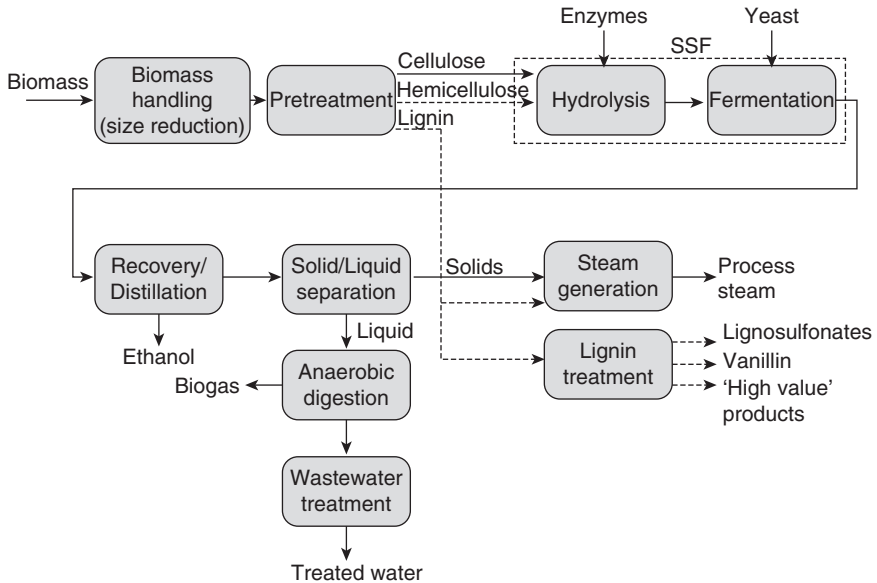 Enzymes
Yeast
SSF
Biomass
Biomass
handling
(size reduction)
Pretreatment
Cellulose
Hemicellulose
Lignin
Hydrolysis
Fermentation
Recovery/
Distillation
Solid/Liquid
separation
Solids
Steam
generation
Process
steam
Ethanol
Liquid
Lignin
treatment
Lignosulfonates
Vanillin
‘High value’
products
Biogas
Anaerobic
digestion
Wastewater
treatment
Treated water